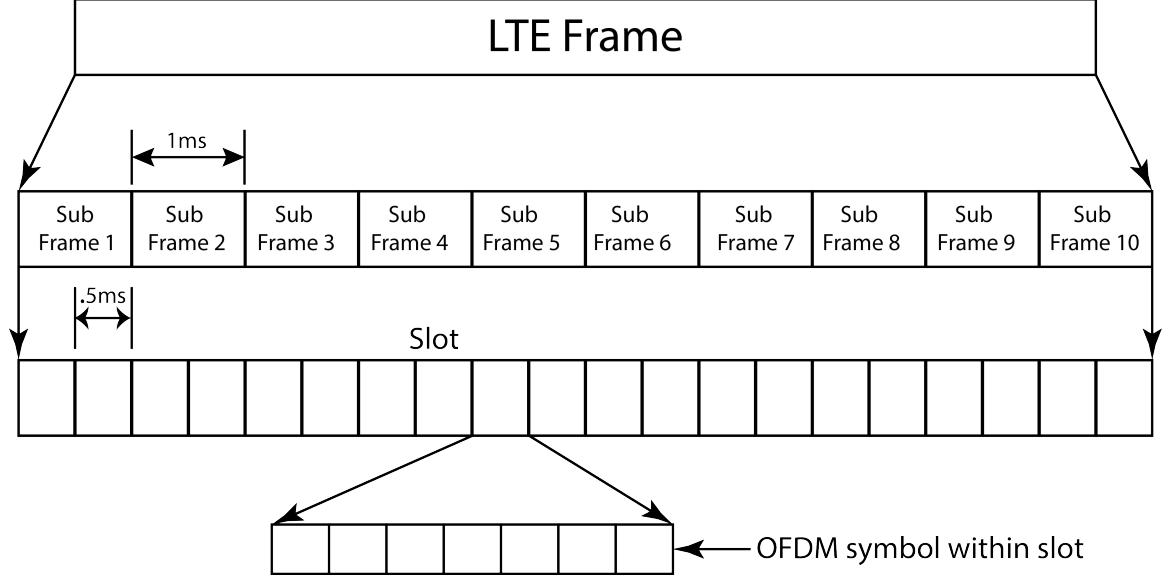 LTE Frame
1ms
Sub
Frame 1
Sub
Frame 2
Sub
Frame 3
Sub
Frame 4
Sub
Frame 5
Sub
Frame 6
Sub
Frame 7
Sub
Frame 8
Sub
Frame 9
Sub
Frame 10
.5ms
Slot
OFDM symbol within slot